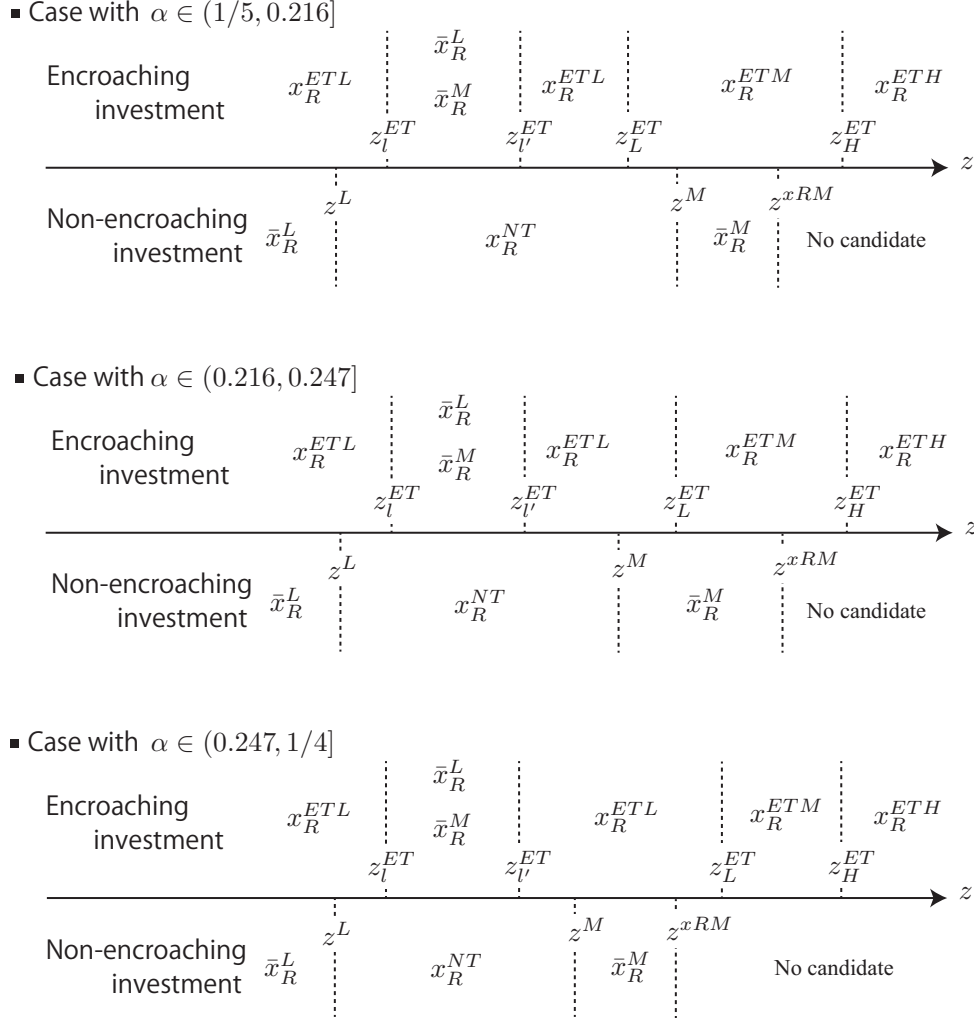 ▪ Case with α ∈ (1/5, 0.216]
Encroaching investment
x_R^{ETL}
x̄_R^L
x̄_R^M
x_R^{ETL}
x_R^{ETM}
x_R^{ETH}
z_l^{ET}
z_{l'}^{ET}
z_L^{ET}
z_H^{ET}
z
z^L
z^M
z^{xRM}
Non-encroaching investment
x̄_R^L
x_R^{NT}
x̄_R^M
No candidate
▪ Case with α ∈ (0.216, 0.247]
Encroaching investment
x_R^{ETL}
x̄_R^L
x̄_R^M
x_R^{ETL}
x_R^{ETM}
x_R^{ETH}
z_l^{ET}
z_{l'}^{ET}
z_L^{ET}
z_H^{ET}
z
z^L
z^M
z^{xRM}
Non-encroaching investment
x̄_R^L
x_R^{NT}
x̄_R^M
No candidate
▪ Case with α ∈ (0.247, 1/4]
Encroaching investment
x_R^{ETL}
x̄_R^L
x̄_R^M
x_R^{ETL}
x_R^{ETM}
x_R^{ETH}
z_l^{ET}
z_{l'}^{ET}
z_L^{ET}
z_H^{ET}
z
z^L
z^M
z^{xRM}
Non-encroaching investment
x̄_R^L
x_R^{NT}
x̄_R^M
No candidate